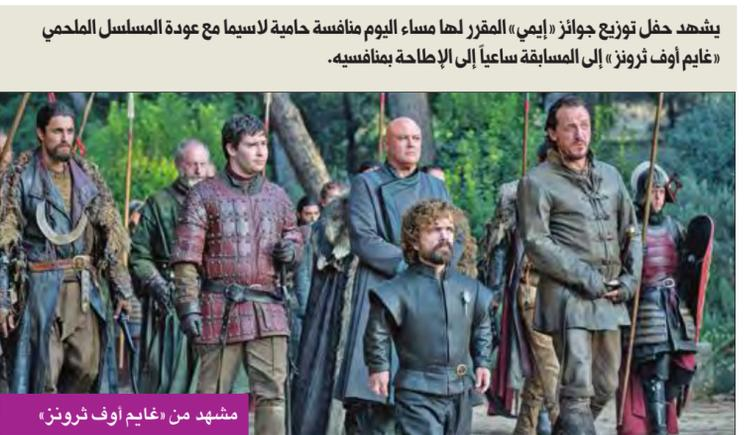 يشهد حفل توزيع جوائز «إيمي» المقرر لها مساء اليوم منافسة حامية لاسيما مع عودة المسلسل الملحمي
«غايم أوف ثرونز» إلى المسابقة ساعياً إلى الإطاحة بمنافسيه.
مشهد من «غايم أوف ثرونز»